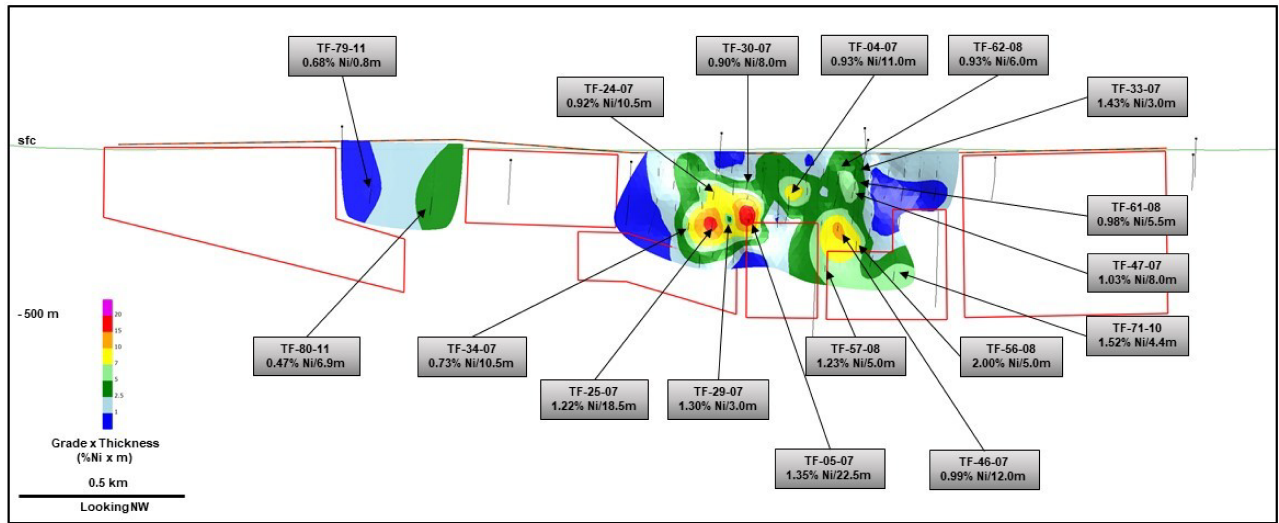 TF-79-11
0.68% Ni/0.8m
TF-30-07
0.90% Ni/8.0m
TF-04-07
0.93% Ni/11.0m
TF-62-08
0.93% Ni/6.0m
TF-24-07
0.92% Ni/10.5m
TF-33-07
1.43% Ni/3.0m
sfc
TF-61-08
0.98% Ni/5.5m
TF-47-07
1.03% Ni/8.0m
- 500 m
20
15
10
7
5
2.5
1
Grade x Thickness
(%Ni x m)
0.5 km
Looking NW
TF-80-11
0.47% Ni/6.9m
TF-34-07
0.73% Ni/10.5m
TF-25-07
1.22% Ni/18.5m
TF-29-07
1.30% Ni/3.0m
TF-57-08
1.23% Ni/5.0m
TF-56-08
2.00% Ni/5.0m
TF-71-10
1.52% Ni/4.4m
TF-05-07
1.35% Ni/22.5m
TF-46-07
0.99% Ni/12.0m